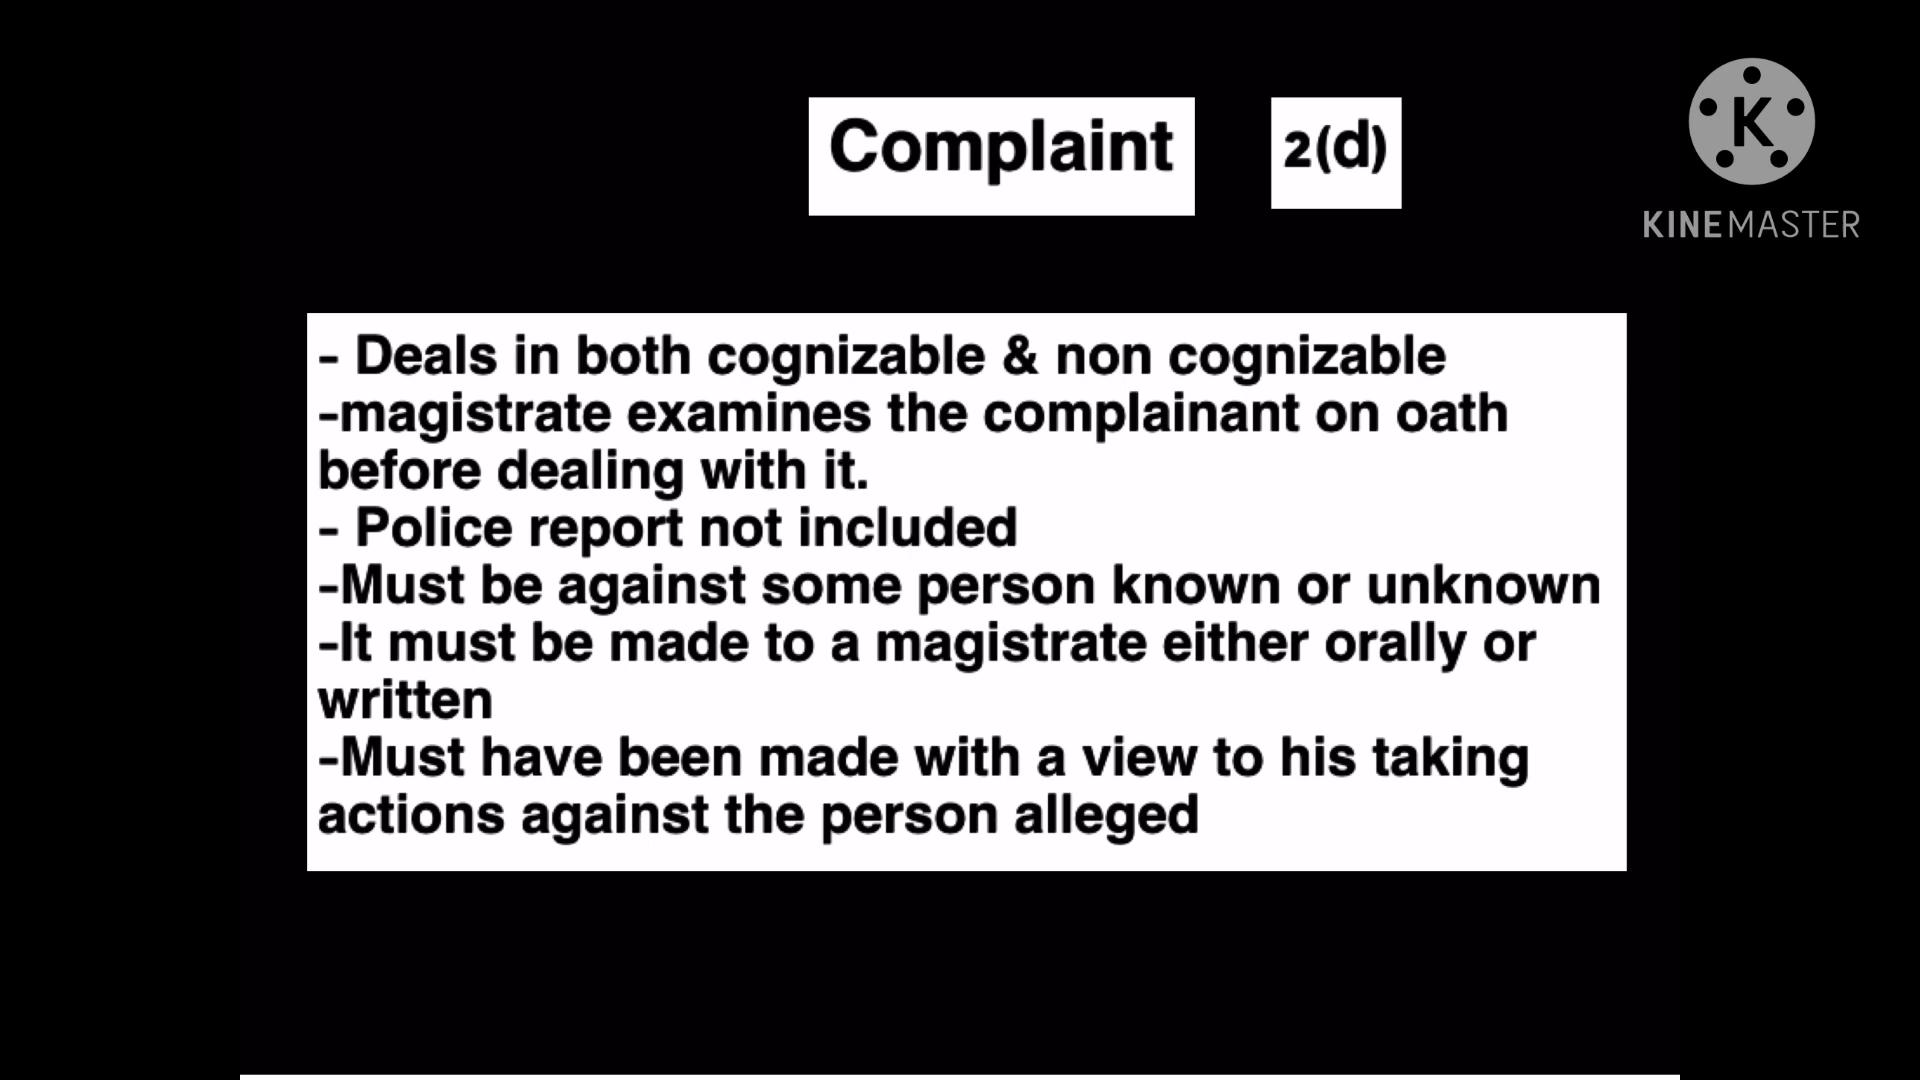 Complaint 2(d)
K
KINEMASTER
- Deals in both cognizable & non cognizable
-magistrate examines the complainant on oath
before dealing with it.
- Police report not included
-Must be against some person known or unknown
-It must be made to a magistrate either orally or
written
-Must have been made with a view to his taking
actions against the person alleged